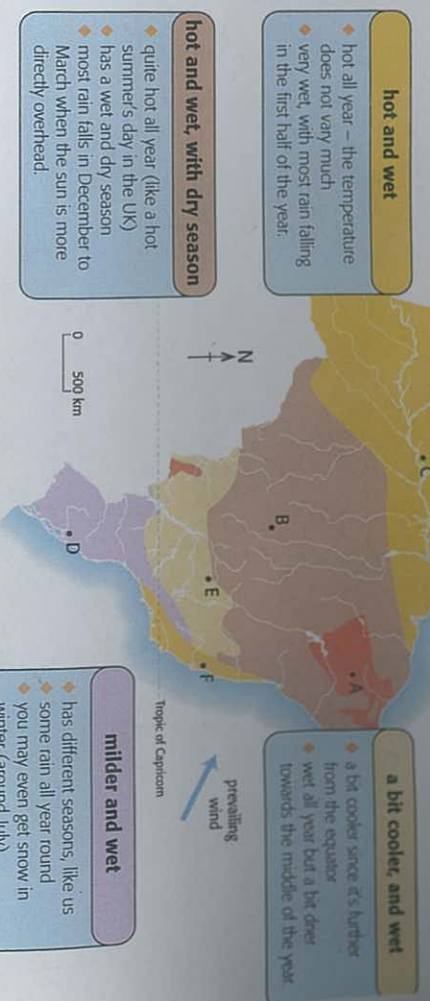 hot and wet
◆ hot all year – the temperature
does not vary much
◆ very wet, with most rain falling
in the first half of the year.
hot and wet, with dry season
◆ quite hot all year (like a hot
summer's day in the UK)
◆ has a wet and dry season
◆ most rain falls in December to
March when the sun is more
directly overhead.
N
0 500 km
C
B
A
E
F
D
Tropic of Capricorn
prevailing
wind
a bit cooler, and wet
◆ a bit cooler since it's further
from the equator
◆ wet all year but a bit drier
towards the middle of the year.
milder and wet
◆ has different seasons, like us
◆ some rain all year round
◆ you may even get snow in
winter (around July)